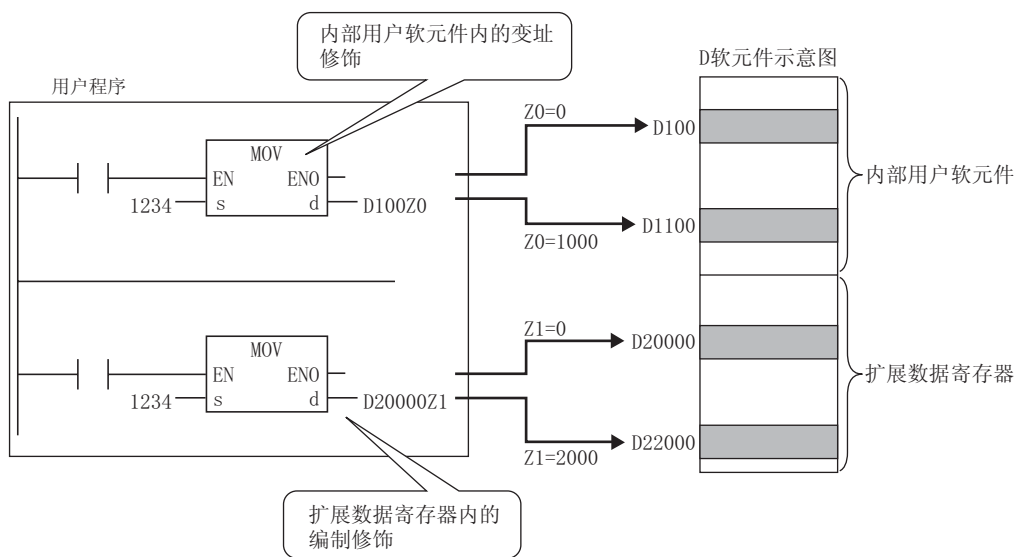 内部用户软元件内的变址
修饰
D软元件示意图
用户程序
Z0=0
D100
MOV
EN
ENO
1234
s
d
D100Z0
内部用户软元件
D1100
Z0=1000
Z1=0
D20000
MOV
EN
ENO
1234
s
d
D20000Z1
扩展数据寄存器
D22000
Z1=2000
扩展数据寄存器内的
编制修饰